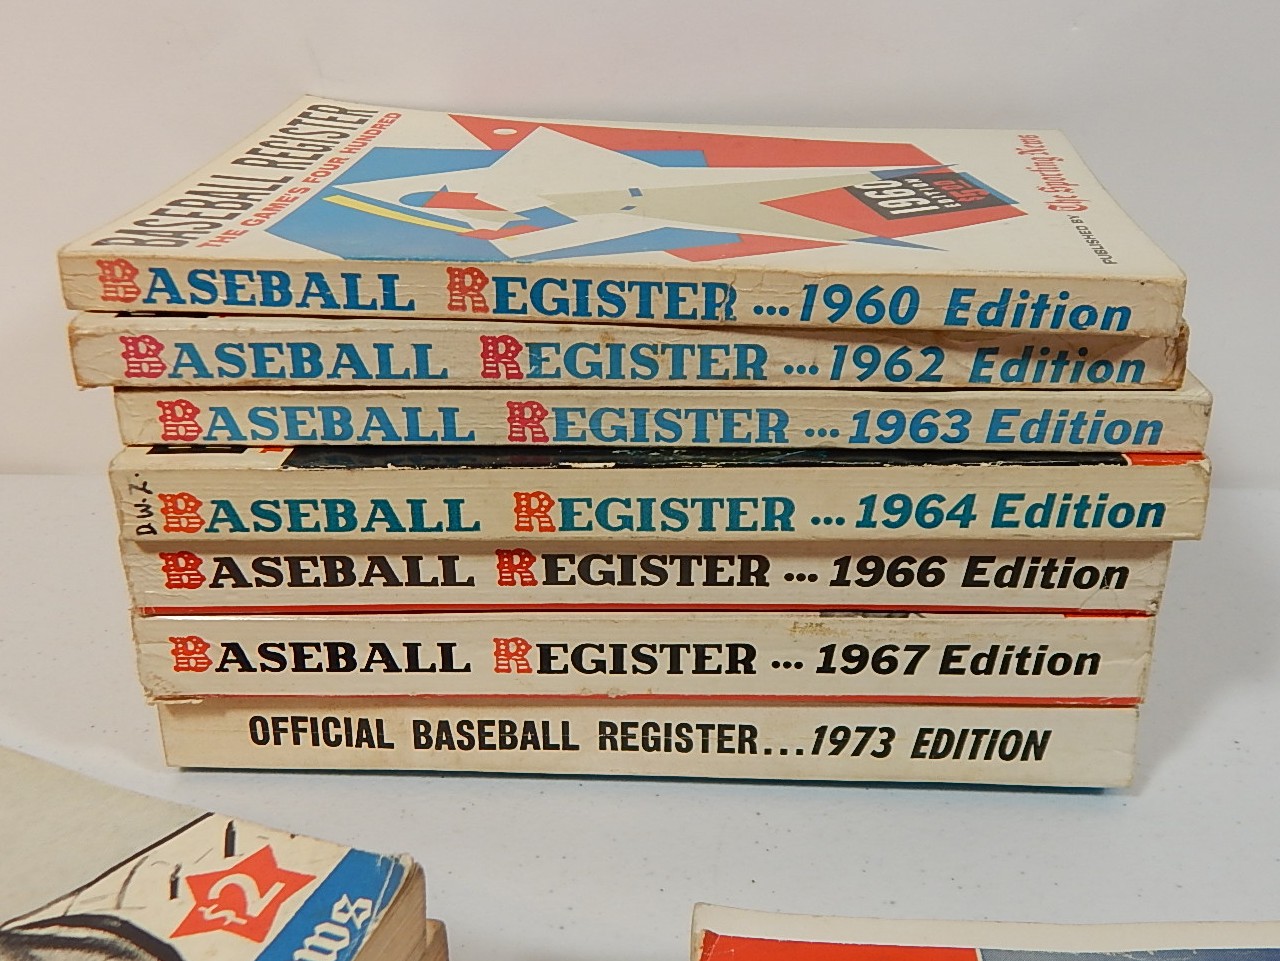 BASEBALL REGISTER
THE GAME'S FOUR HUNDRED
1960
EDITION
PUBLISHED BY The Sporting News
BASEBALL REGISTER ... 1960 Edition
BASEBALL REGISTER ... 1962 Edition
BASEBALL REGISTER ... 1963 Edition
D.W.Z. BASEBALL REGISTER ... 1964 Edition
BASEBALL REGISTER ... 1966 Edition
BASEBALL REGISTER ... 1967 Edition
OFFICIAL BASEBALL REGISTER...1973 EDITION
$2
ws